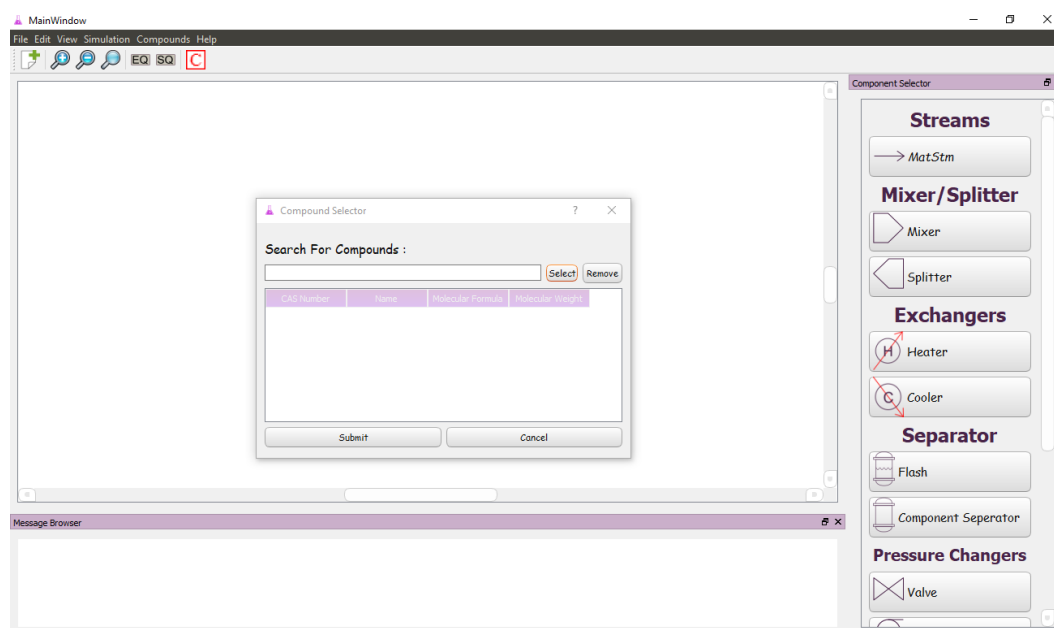 MainWindow
File Edit View Simulation Compounds Help
EQ SQ C
Component Selector
Streams
MatStm
Mixer/Splitter
Mixer
Splitter
Exchangers
H Heater
C Cooler
Separator
Flash
Component Seperator
Pressure Changers
Valve
Compound Selector ?
Search For Compounds :
Select Remove
CAS Number Name Molecular Formula Molecular Weight
Submit Cancel
Message Browser